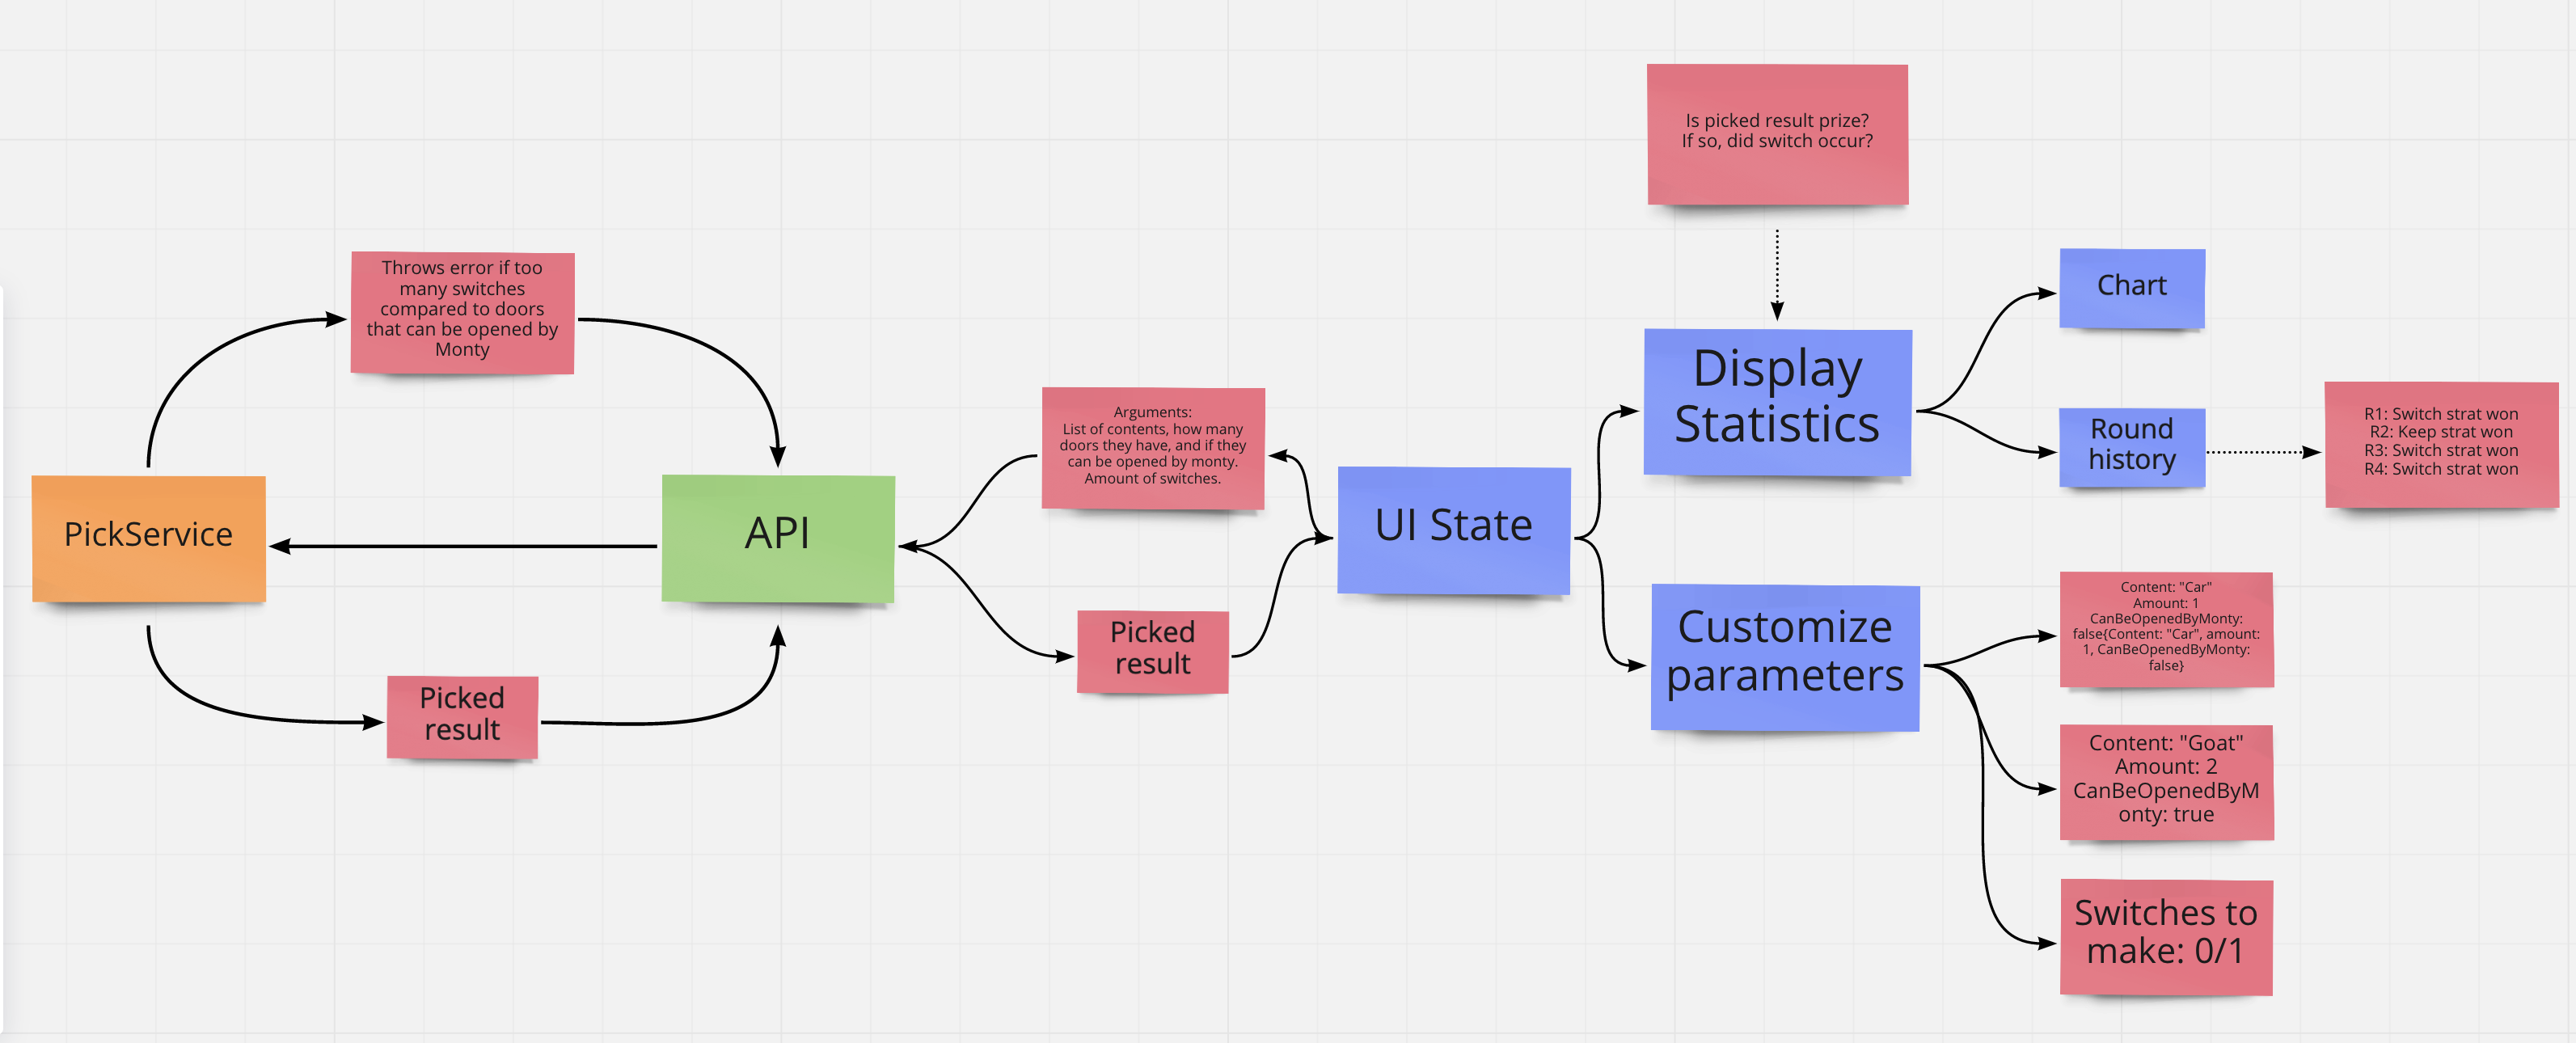 Is picked result prize?
If so, did switch occur?
Throws error if too
many switches
compared to doors
that can be opened by
Monty
PickService
API
Picked
result
Arguments:
List of contents, how many
doors they have, and if they
can be opened by monty.
Amount of switches.
Picked
result
UI State
Display
Statistics
Chart
Round
history
R1: Switch strat won
R2: Keep strat won
R3: Switch strat won
R4: Switch strat won
Customize
parameters
Content: "Car"
Amount: 1
CanBeOpenedByMonty:
false{Content: "Car", amount:
1, CanBeOpenedByMonty:
false}
Content: "Goat"
Amount: 2
CanBeOpenedByM
onty: true
Switches to
make: 0/1